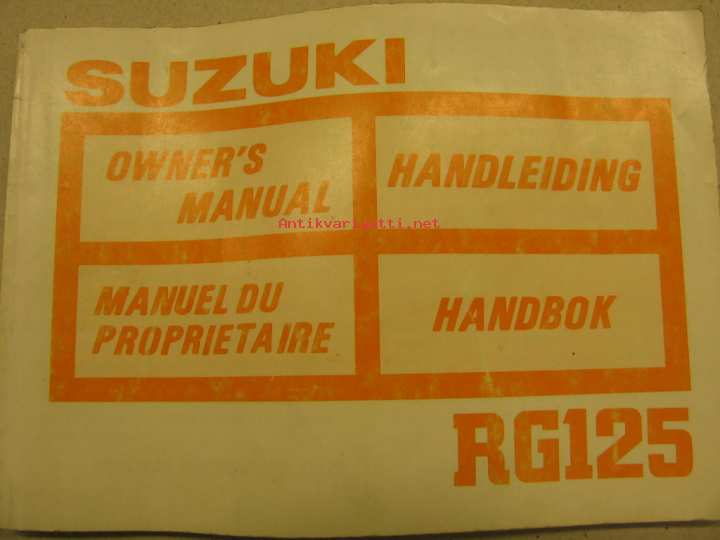 SUZUKI
OWNER'S
MANUAL
HANDLEIDING
Antikvariaatti.net
MANUEL DU
PROPRIETAIRE
HANDBOK
RG125